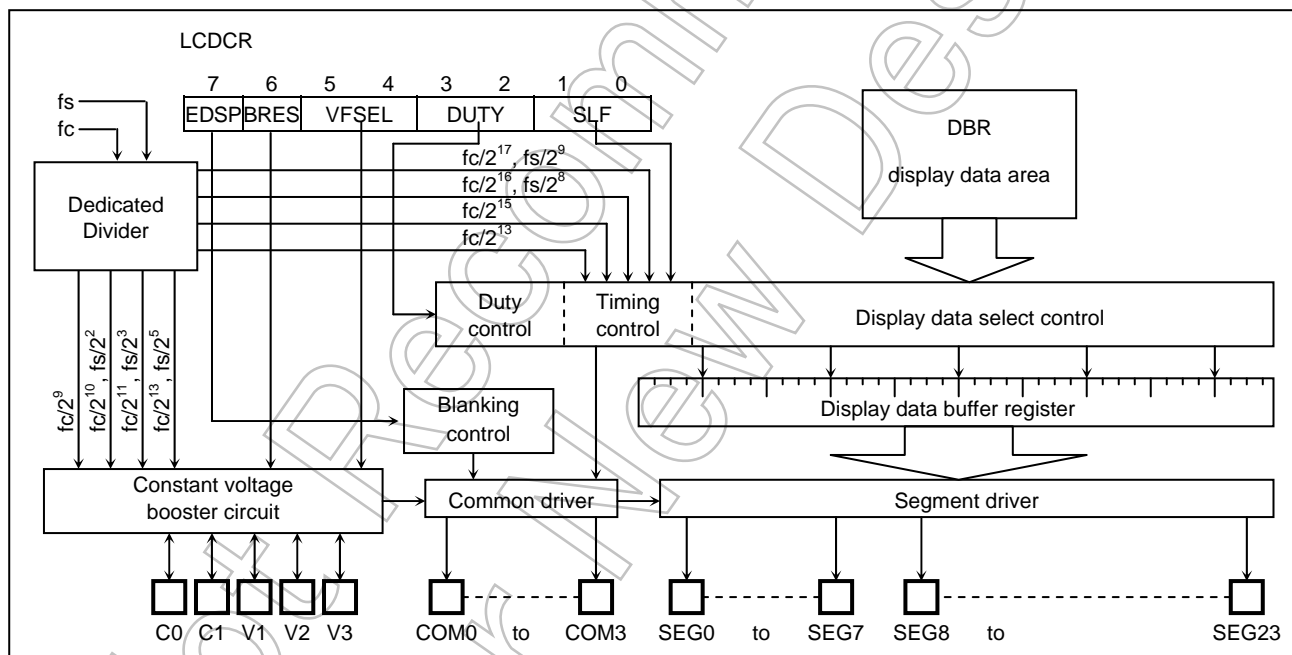 LCDCR
7 6 5 4 3 2 1 0
EDSP BRES VFSEL DUTY SLF
fs
fc
Dedicated
Divider
fc/2^17, fs/2^9
fc/2^16, fs/2^8
fc/2^15
fc/2^13
DBR
display data area
Duty
control
Timing
control
Display data select control
fc/2^9
fc/2^10, fs/2^2
fc/2^11, fs/2^3
fc/2^13, fs/2^5
Display data buffer register
Blanking
control
Constant voltage
booster circuit
Common driver
Segment driver
C0 C1 V1 V2 V3 COM0 to COM3 SEG0 to SEG7 SEG8 to SEG23